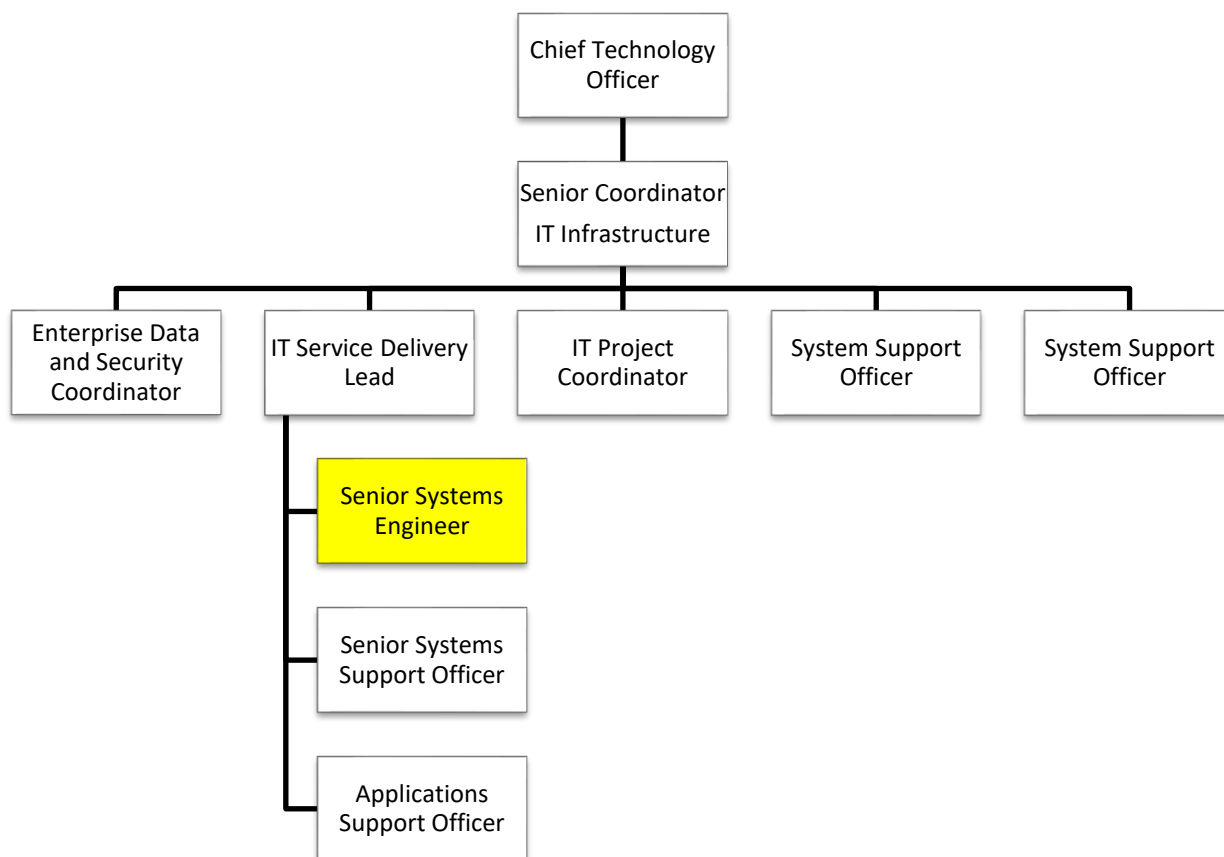 Chief Technology
Officer
Senior Coordinator
IT Infrastructure
Enterprise Data
and Security
Coordinator
IT Service Delivery
Lead
IT Project
Coordinator
System Support
Officer
System Support
Officer
Senior Systems
Engineer
Senior Systems
Support Officer
Applications
Support Officer